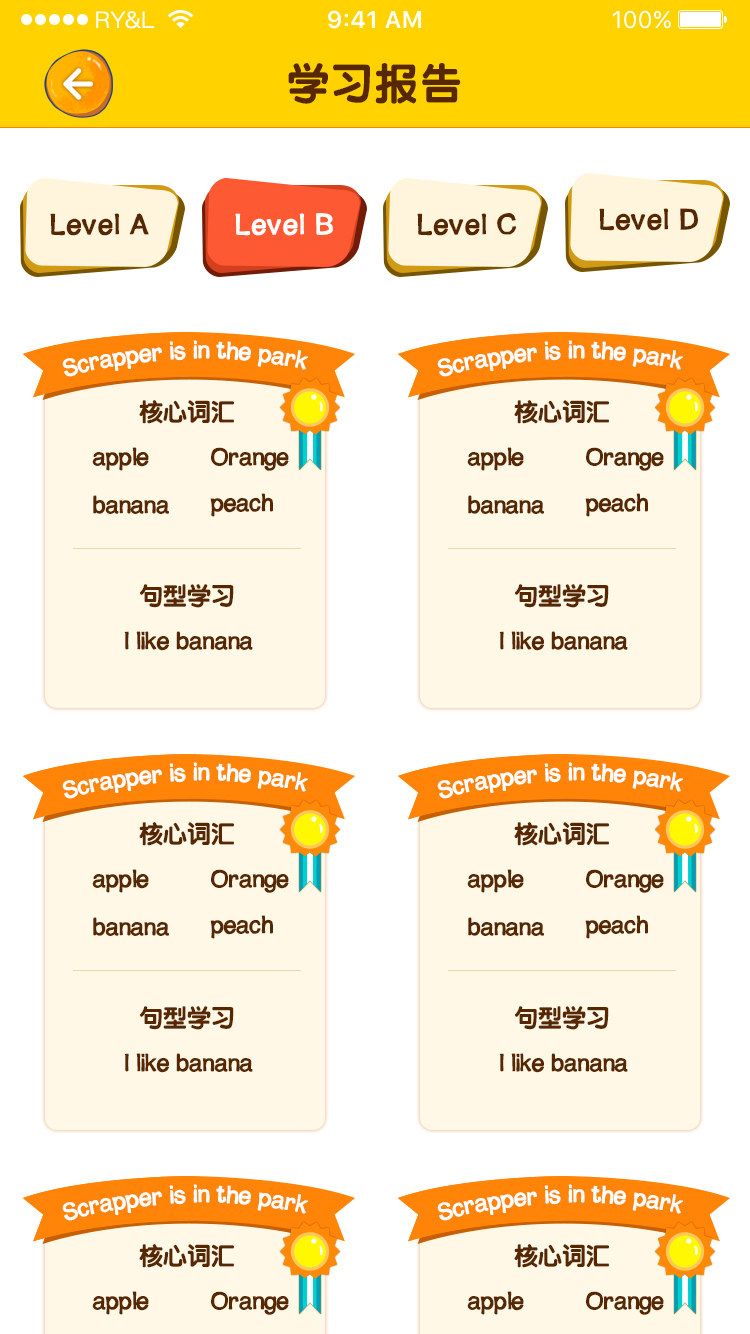 RY&L 9:41 AM 100%
学习报告
Level A Level B Level C Level D
Scrapper is in the park Scrapper is in the park
核心词汇 核心词汇
apple Orange apple Orange
banana peach banana peach
句型学习 句型学习
I like banana I like banana
Scrapper is in the park Scrapper is in the park
核心词汇 核心词汇
apple Orange apple Orange
banana peach banana peach
句型学习 句型学习
I like banana I like banana
Scrapper is in the park Scrapper is in the park
核心词汇 核心词汇
apple Orange apple Orange